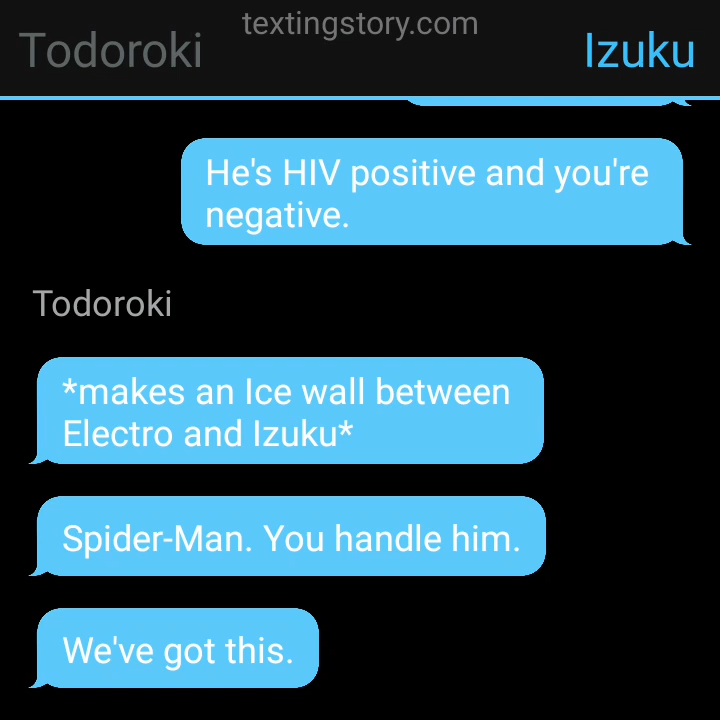 textingstory.com
Todoroki Izuku
He's HIV positive and you're
negative.
Todoroki
*makes an Ice wall between
Electro and Izuku*
Spider-Man. You handle him.
We've got this.